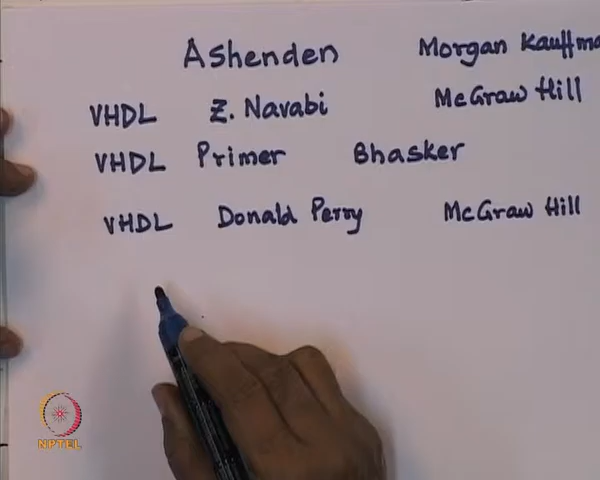 Ashenden Morgan Kauffma
VHDL Z. Navabi McGraw Hill
VHDL Primer Bhasker
VHDL Donald Perry McGraw Hill
NPTEL